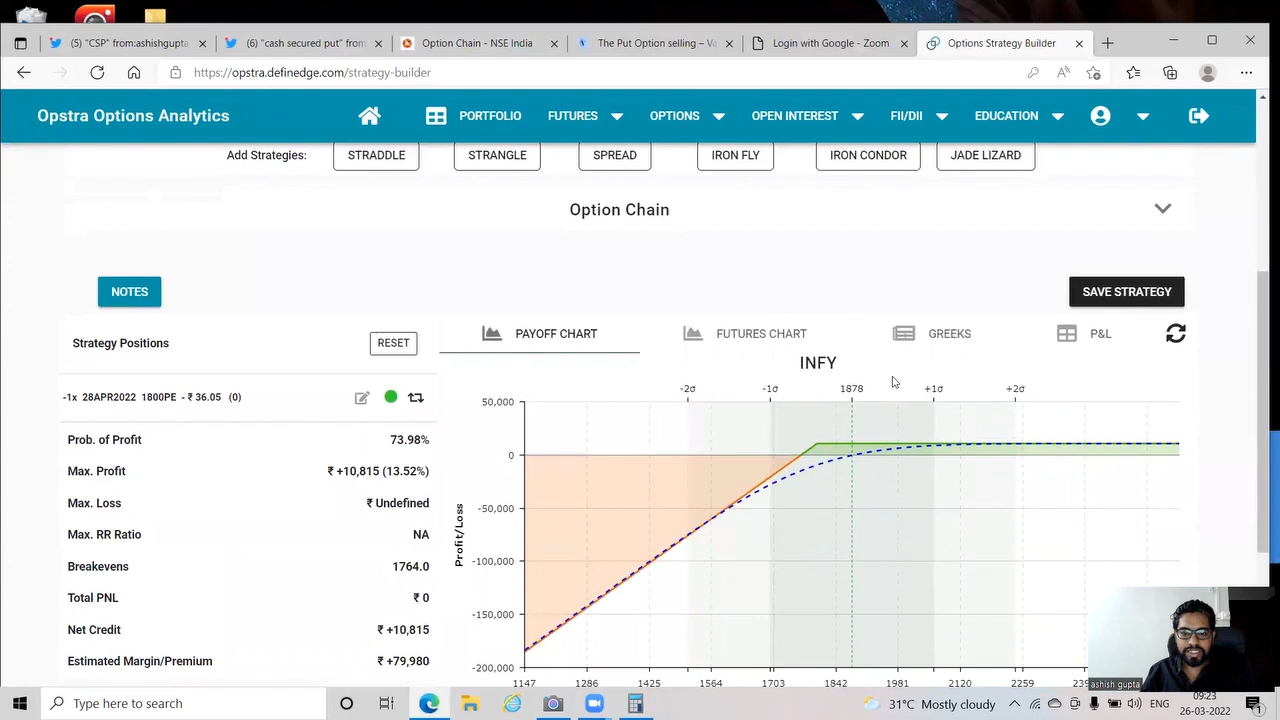 (5) "CSP" from:ashishgupta
(6) "cash secured put" from
Option Chain - NSE India
The Put Option selling – Va
Login with Google - Zoom
Options Strategy Builder
https://opstra.definedge.com/strategy-builder
Opstra Options Analytics
PORTFOLIO
FUTURES
OPTIONS
OPEN INTEREST
FII/DII
EDUCATION
Add Strategies:
STRADDLE
STRANGLE
SPREAD
IRON FLY
IRON CONDOR
JADE LIZARD
Option Chain
NOTES
SAVE STRATEGY
Strategy Positions
RESET
-1x 28APR2022 1800PE - ₹ 36.05 (0)
Prob. of Profit 73.98%
Max. Profit ₹ +10,815 (13.52%)
Max. Loss ₹ Undefined
Max. RR Ratio NA
Breakevens 1764.0
Total PNL ₹ 0
Net Credit ₹ +10,815
Estimated Margin/Premium ₹ +79,980
PAYOFF CHART
FUTURES CHART
GREEKS
P&L
INFY
-2σ -1σ 1878 +1σ +2σ
50,000
0
-50,000
-100,000
-150,000
-200,000
Profit/Loss
1147 1286 1425 1564 1703 1842 1981 2120 2259
ashish gupta
Type here to search
31°C Mostly cloudy
ENG
09:23
26-03-2022